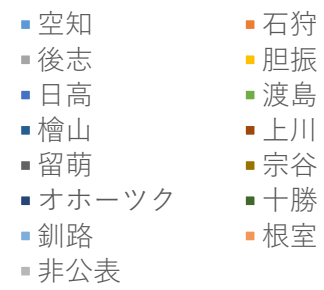 空知 石狩
後志 胆振
日高 渡島
檜山 上川
留萌 宗谷
オホーツク 十勝
釧路 根室
非公表